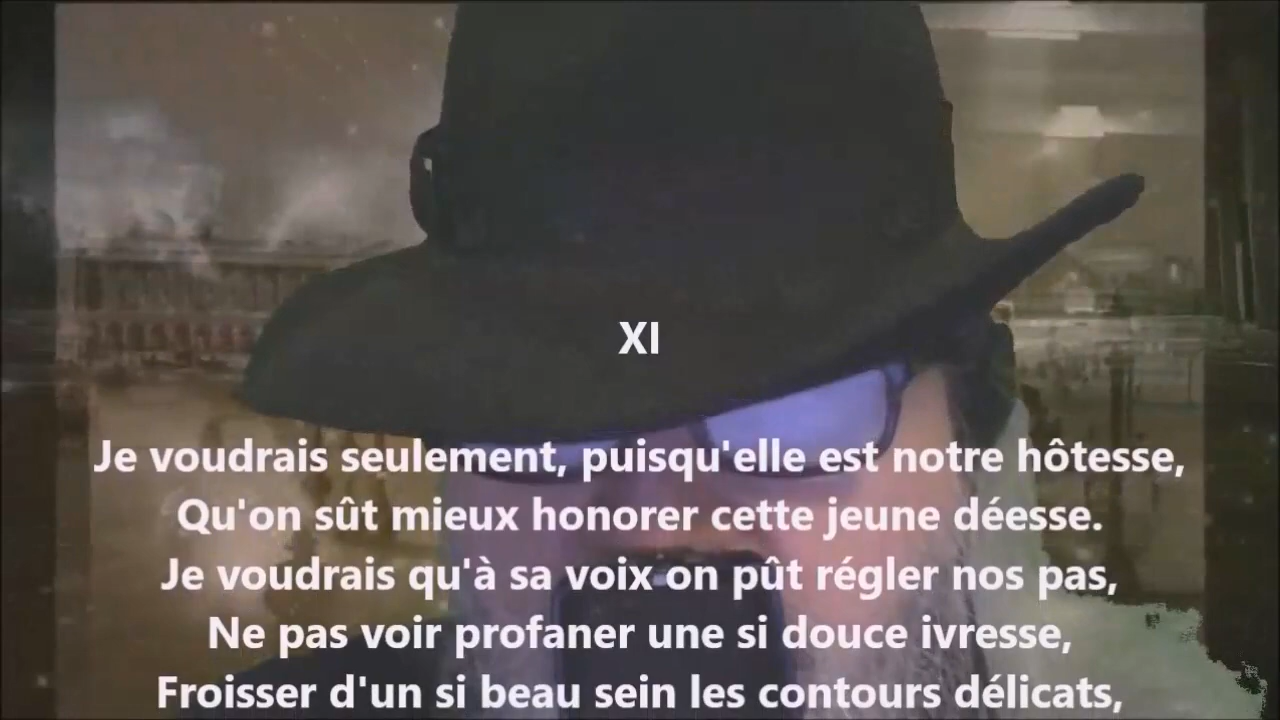 XI
Je voudrais seulement, puisqu'elle est notre hôtesse,
Qu'on sût mieux honorer cette jeune déesse.
Je voudrais qu'à sa voix on pût régler nos pas,
Ne pas voir profaner une si douce ivresse,
Froisser d'un si beau sein les contours délicats,